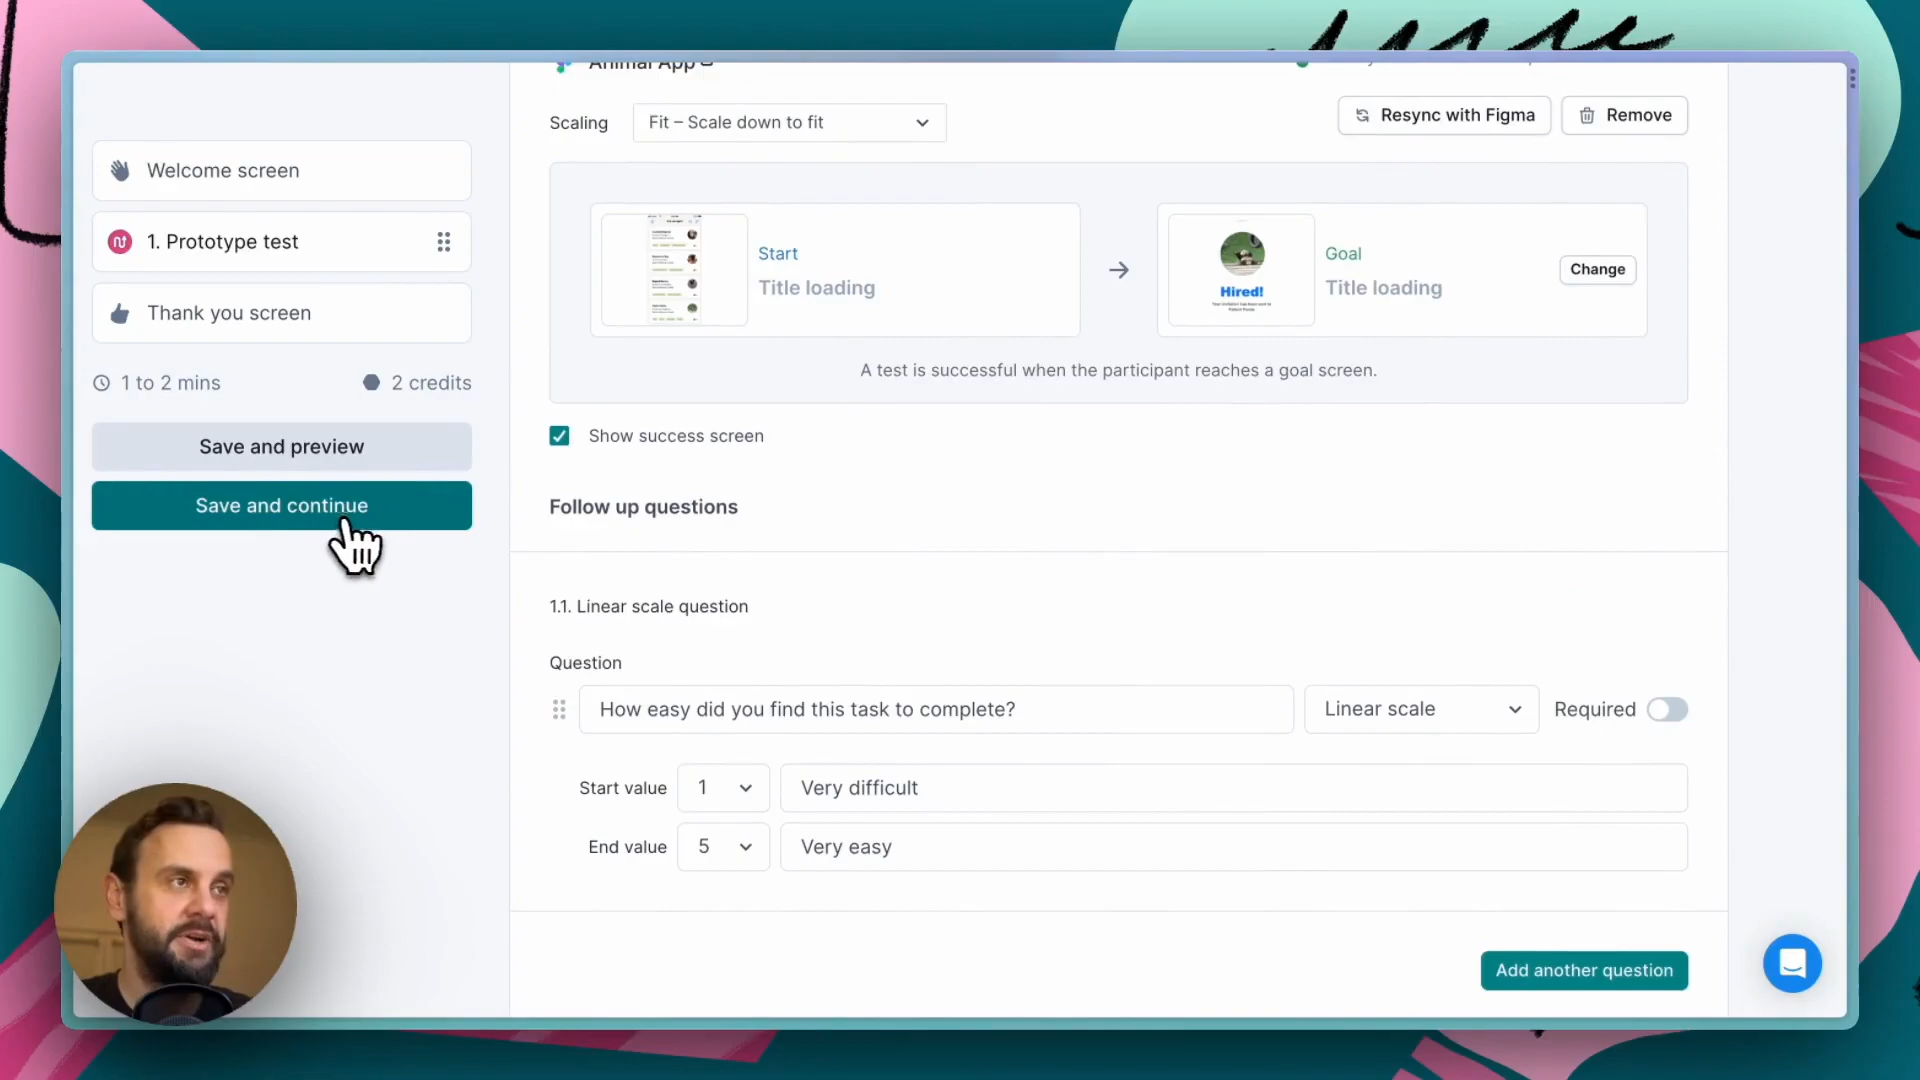 Animal App
Scaling
Fit – Scale down to fit
Resync with Figma
Remove
Welcome screen
1. Prototype test
Thank you screen
1 to 2 mins
2 credits
Save and preview
Save and continue
Start
Title loading
Hired!
Goal
Title loading
Change
A test is successful when the participant reaches a goal screen.
Show success screen
Follow up questions
1.1. Linear scale question
Question
How easy did you find this task to complete?
Linear scale
Required
Start value
1
Very difficult
End value
5
Very easy
Add another question